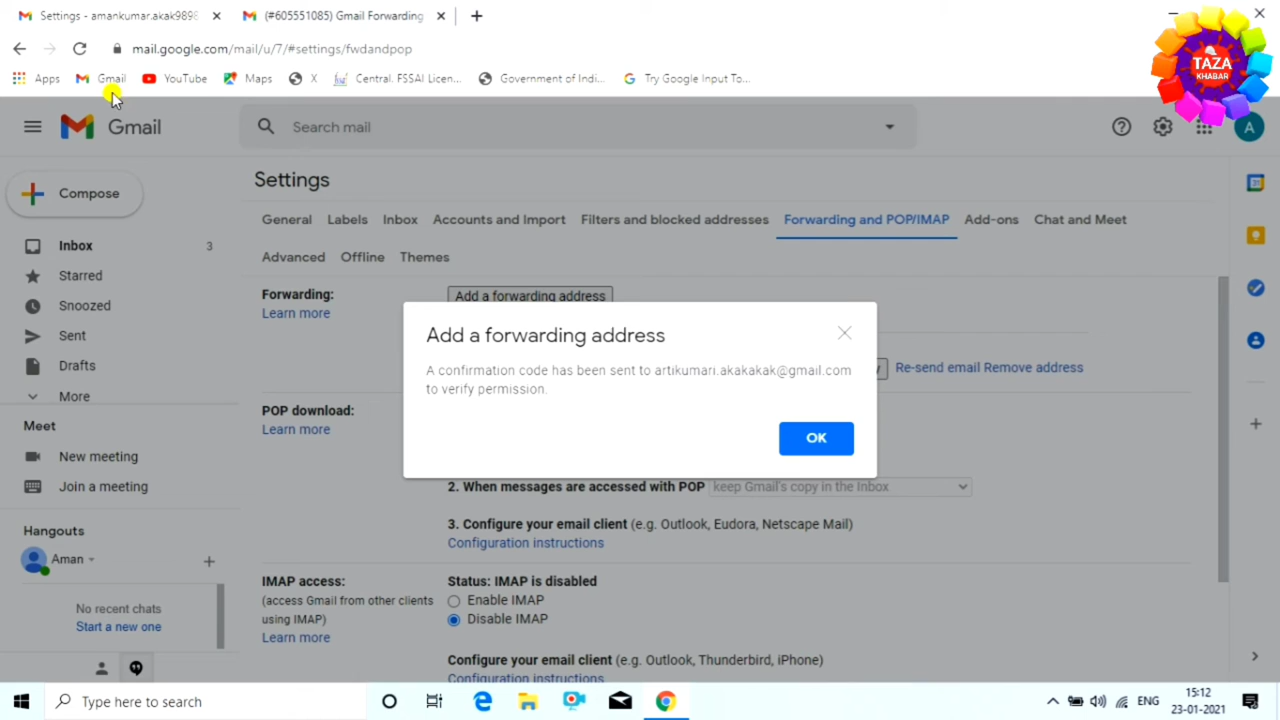 Settings - amankumar.akak9898
(#605551085) Gmail Forwarding
mail.google.com/mail/u/7/#settings/fwdandpop
Apps
Gmail
YouTube
Maps
X
Central. FSSAI Licen...
Government of Indi...
Try Google Input To...
TAZA
KHABAR
Gmail
Search mail
A
Compose
Settings
General
Labels
Inbox
Accounts and Import
Filters and blocked addresses
Forwarding and POP/IMAP
Add-ons
Chat and Meet
Advanced
Offline
Themes
Inbox
3
Starred
Snoozed
Sent
Drafts
More
Meet
New meeting
Join a meeting
Hangouts
Aman
No recent chats
Start a new one
Forwarding:
Learn more
Add a forwarding address
Re-send email Remove address
Add a forwarding address
A confirmation code has been sent to artikumari.akakakak@gmail.com
to verify permission.
OK
POP download:
Learn more
2. When messages are accessed with POP
keep Gmail's copy in the Inbox
3. Configure your email client (e.g. Outlook, Eudora, Netscape Mail)
Configuration instructions
IMAP access:
(access Gmail from other clients
using IMAP)
Learn more
Status: IMAP is disabled
Enable IMAP
Disable IMAP
Configure your email client (e.g. Outlook, Thunderbird, iPhone)
Configuration instructions
Type here to search
ENG
15:12
23-01-2021